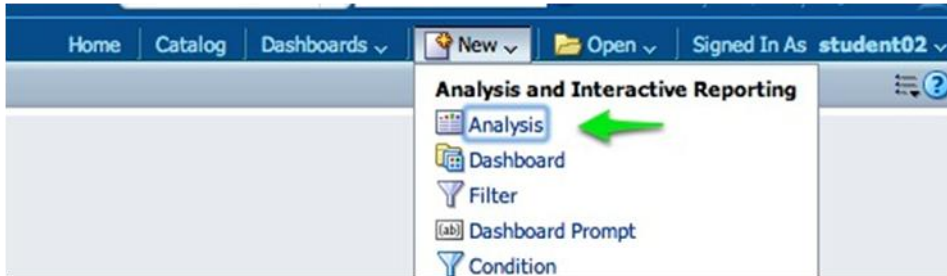 Home Catalog Dashboards New Open Signed In As student02
Analysis and Interactive Reporting
Analysis
Dashboard
Filter
(ab) Dashboard Prompt
Condition